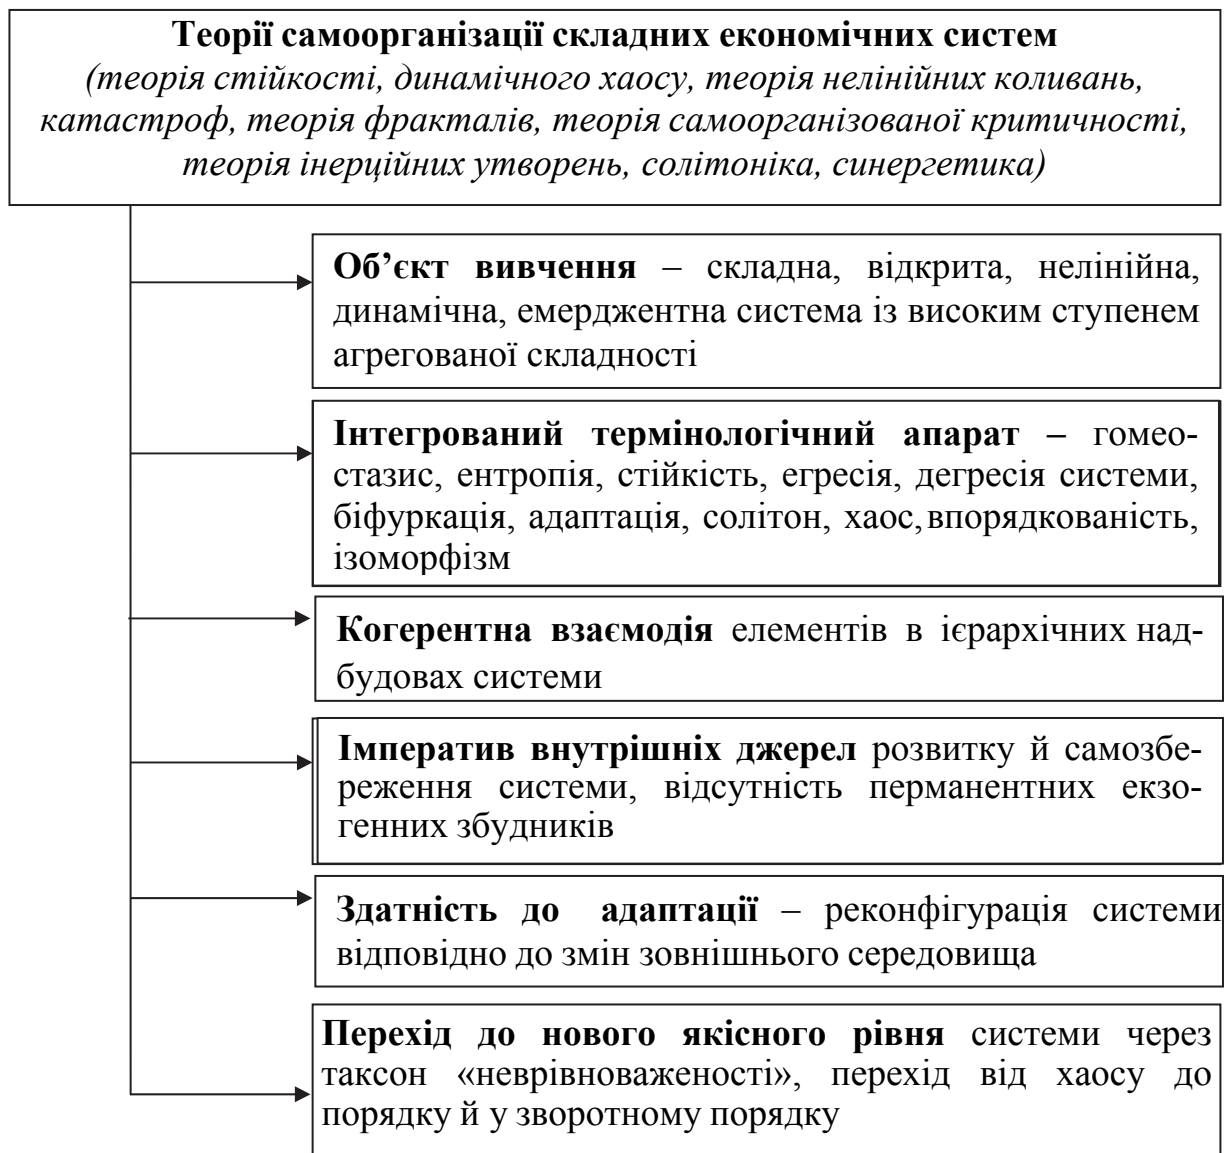 Теорії самоорганізації складних економічних систем
(теорія стійкості, динамічного хаосу, теорія нелінійних коливань,
катастроф, теорія фракталів, теорія самоорганізованої критичності,
теорія інерційних утворень, солітоніка, синергетика)
Об’єкт вивчення – складна, відкрита, нелінійна,
динамічна, емерджентна система із високим ступенем
агрегованої складності
Інтегрований термінологічний апарат – гомео-
стазис, ентропія, стійкість, егресія, дегресія системи,
біфуркація, адаптація, солітон, хаос, впорядкованість,
ізоморфізм
Когерентна взаємодія елементів в ієрархічних над-
будовах системи
Імператив внутрішніх джерел розвитку й самозбе-
реження системи, відсутність перманентних екзо-
генних збудників
Здатність до адаптації – реконфігурація системи
відповідно до змін зовнішнього середовища
Перехід до нового якісного рівня системи через
таксон «неврівноваженості», перехід від хаосу до
порядку й у зворотному порядку